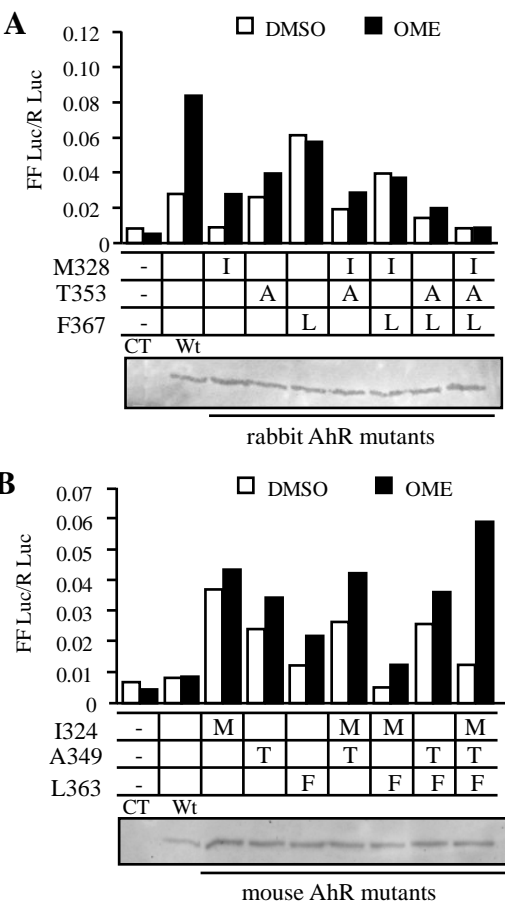 A
DMSO OME
0.12
0.10
0.08
0.06
0.04
0.02
0
FF Luc/R Luc
M328 - I I I I
T353 - A A A A
F367 - L L L L
CT Wt
rabbit AhR mutants
B
DMSO OME
0.07
0.06
0.05
0.04
0.03
0.02
0.01
0
FF Luc/R Luc
I324 - M M M M
A349 - T T T T
L363 - F F F F
CT Wt
mouse AhR mutants